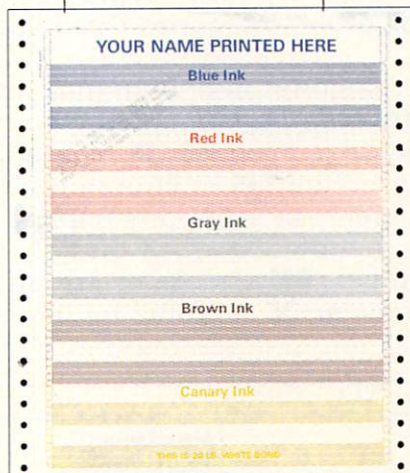 YOUR NAME PRINTED HERE
Blue Ink
Red Ink
Gray Ink
Brown Ink
Canary Ink
THIS IS 20 LB. WHITE BOND